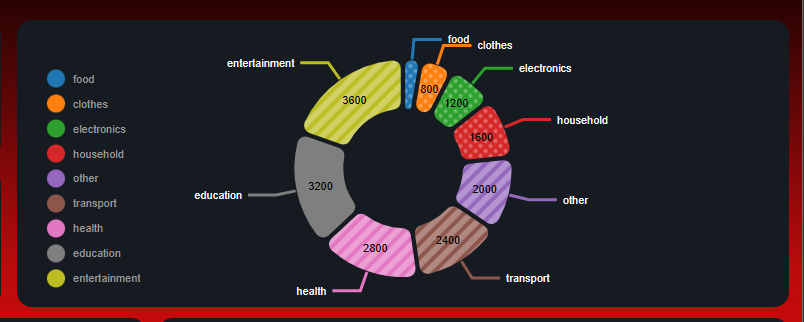 food
clothes
electronics
household
other
transport
health
education
entertainment
food
clothes
electronics
household
other
transport
health
education
entertainment
800
1200
1600
2000
2400
2800
3200
3600